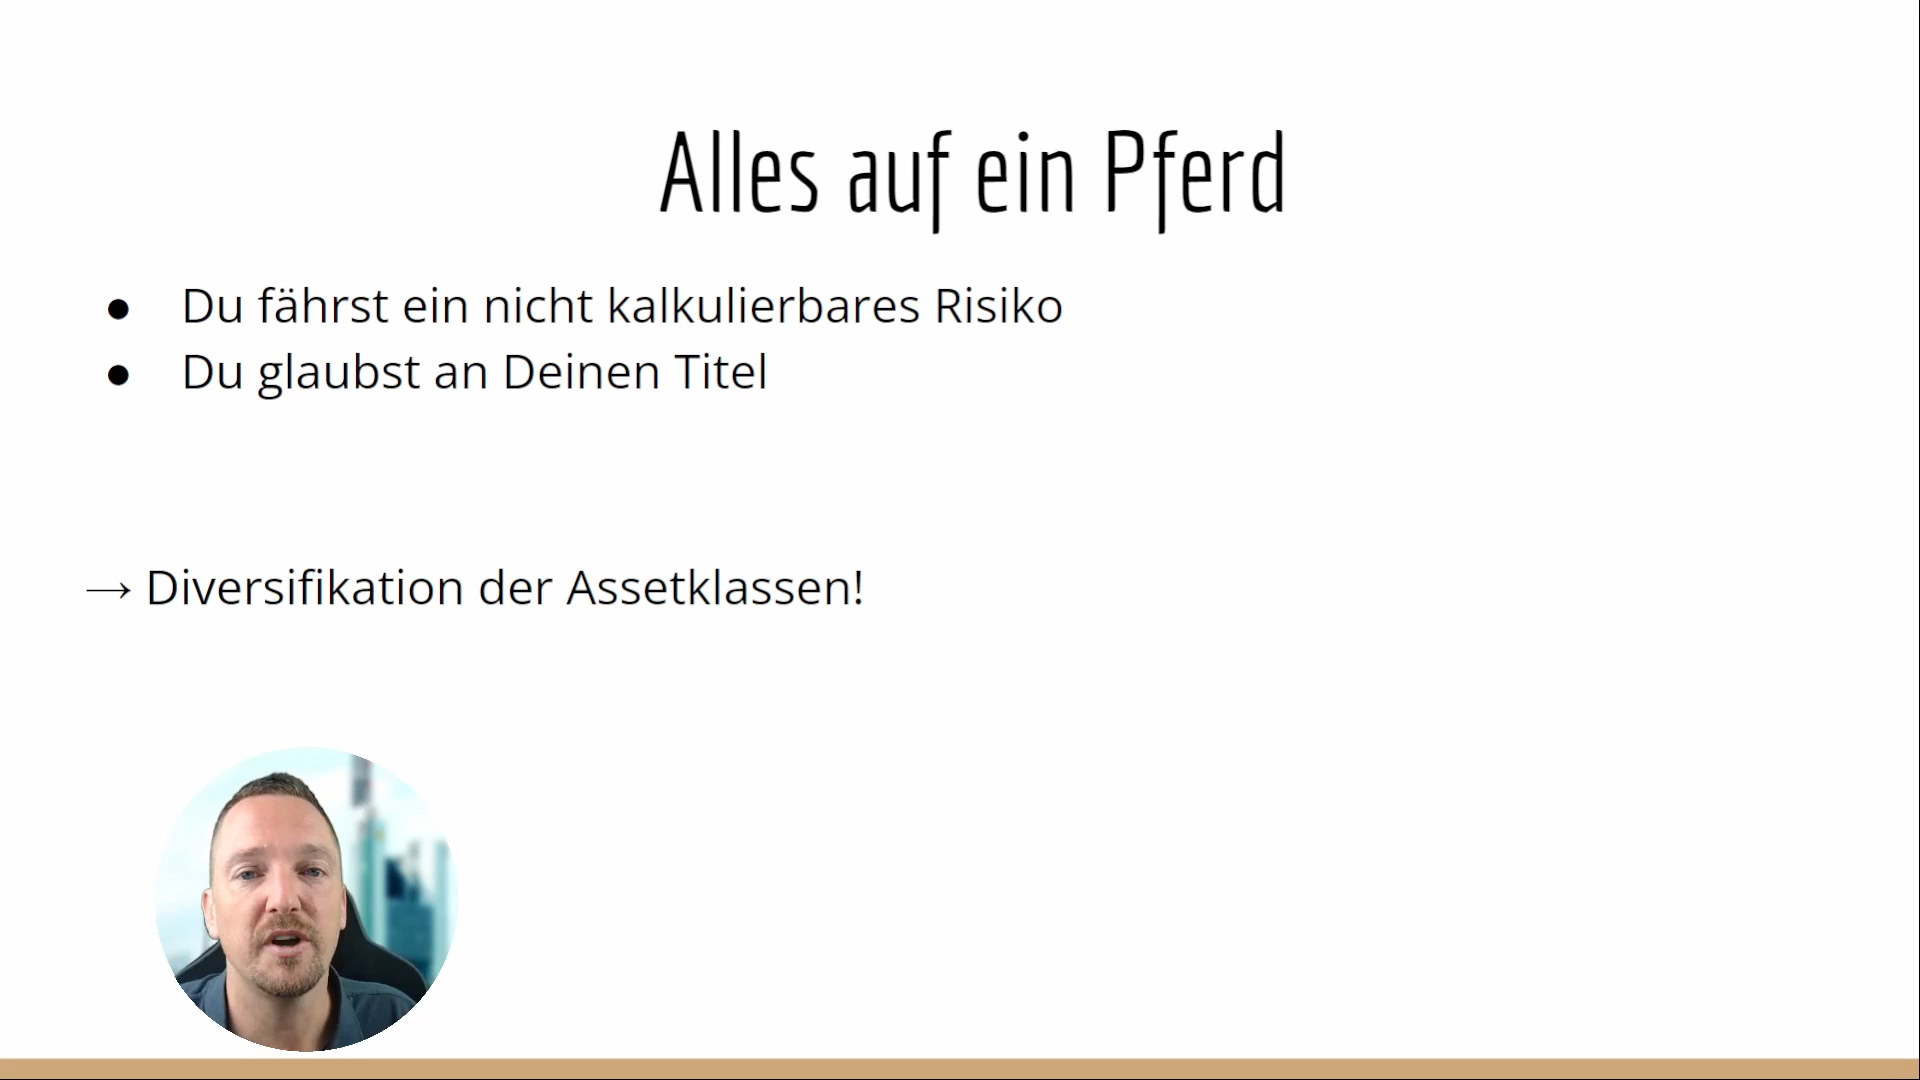 Alles auf ein Pferd
● Du fährst ein nicht kalkulierbares Risiko
● Du glaubst an Deinen Titel
→ Diversifikation der Assetklassen!